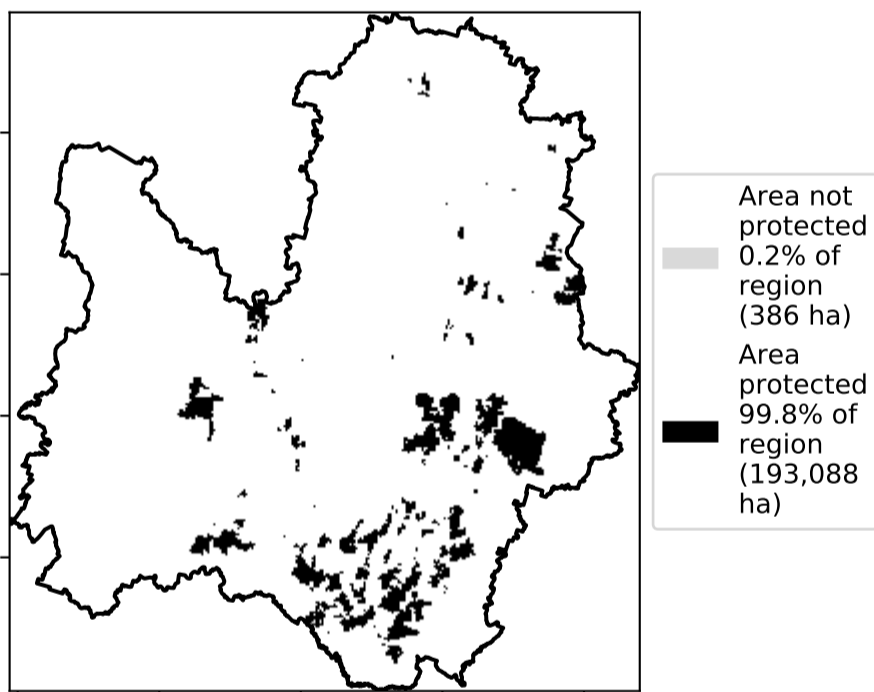 Area not
protected
0.2% of
region
(386 ha)
Area
protected
99.8% of
region
(193,088
ha)